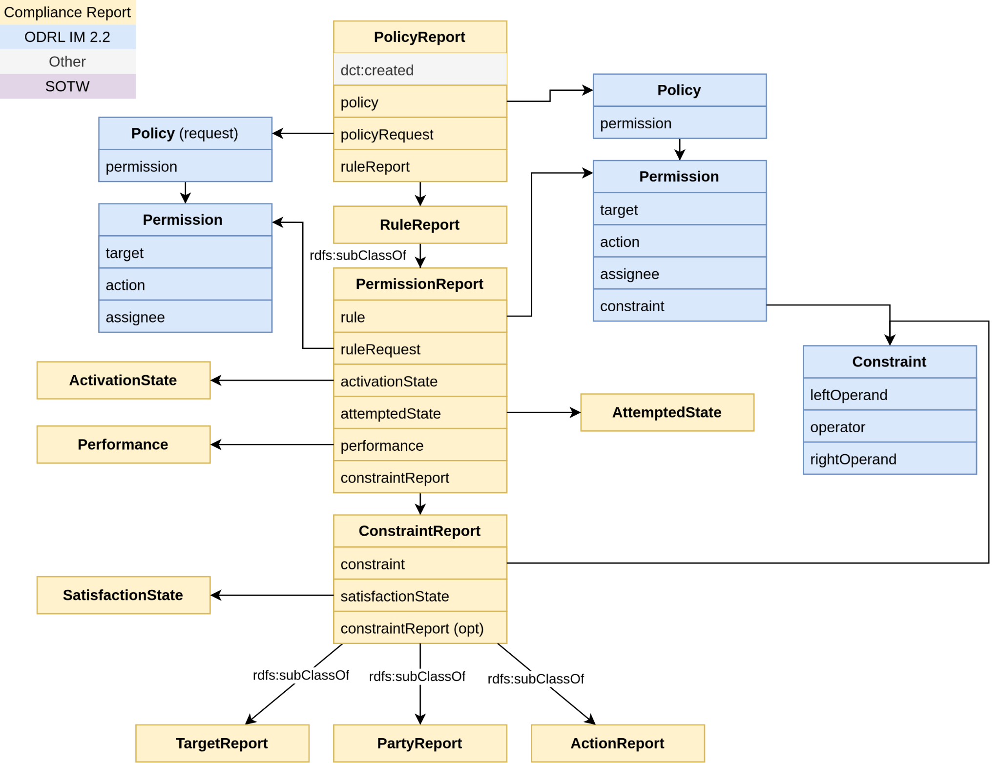 Compliance Report
ODRL IM 2.2
Other
SOTW
PolicyReport
dct:created
policy
policyRequest
ruleReport
Policy
permission
Policy (request)
permission
Permission
target
action
assignee
constraint
Permission
target
action
assignee
RuleReport
rdfs:subClassOf
PermissionReport
rule
ruleRequest
activationState
attemptedState
performance
constraintReport
ActivationState
Performance
AttemptedState
Constraint
leftOperand
operator
rightOperand
ConstraintReport
constraint
satisfactionState
constraintReport (opt)
SatisfactionState
rdfs:subClassOf
rdfs:subClassOf
rdfs:subClassOf
TargetReport
PartyReport
ActionReport